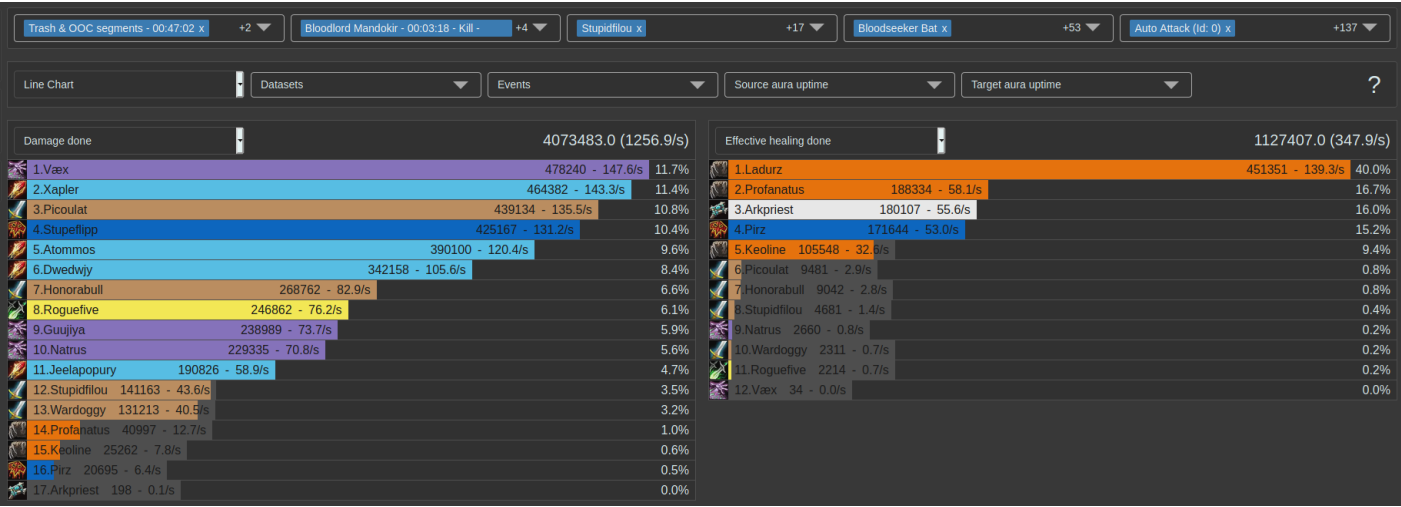 Trash & OOC segments - 00:47:02 x +2 Bloodlord Mandokir - 00:03:18 - Kill - +4 Stupidfilou x +17 Bloodseeker Bat x +53 Auto Attack (Id: 0) x +137
Line Chart Datasets Events Source aura uptime Target aura uptime ?
Damage done 4073483.0 (1256.9/s)
1.Væx 478240 - 147.6/s 11.7%
2.Xapler 464382 - 143.3/s 11.4%
3.Picoulat 439134 - 135.5/s 10.8%
4.Stupeflipp 425167 - 131.2/s 10.4%
5.Atommos 390100 - 120.4/s 9.6%
6.Dwedwjy 342158 - 105.6/s 8.4%
7.Honorabull 268762 - 82.9/s 6.6%
8.Roguefive 246862 - 76.2/s 6.1%
9.Guujiya 238989 - 73.7/s 5.9%
10.Natrus 229335 - 70.8/s 5.6%
11.Jeelapopury 190826 - 58.9/s 4.7%
12.Stupidfilou 141163 - 43.6/s 3.5%
13.Wardoggy 131213 - 40.5/s 3.2%
14.Profanatus 40997 - 12.7/s 1.0%
15.Keoline 25262 - 7.8/s 0.6%
16.Pirz 20695 - 6.4/s 0.5%
17.Arkpriest 198 - 0.1/s 0.0%
Effective healing done 1127407.0 (347.9/s)
1.Ladurz 451351 - 139.3/s 40.0%
2.Profanatus 188334 - 58.1/s 16.7%
3.Arkpriest 180107 - 55.6/s 16.0%
4.Pirz 171644 - 53.0/s 15.2%
5.Keoline 105548 - 32.6/s 9.4%
6.Picoulat 9481 - 2.9/s 0.8%
7.Honorabull 9042 - 2.8/s 0.8%
8.Stupidfilou 4681 - 1.4/s 0.4%
9.Natrus 2660 - 0.8/s 0.2%
10.Wardoggy 2311 - 0.7/s 0.2%
11.Roguefive 2214 - 0.7/s 0.2%
12.Væx 34 - 0.0/s 0.0%